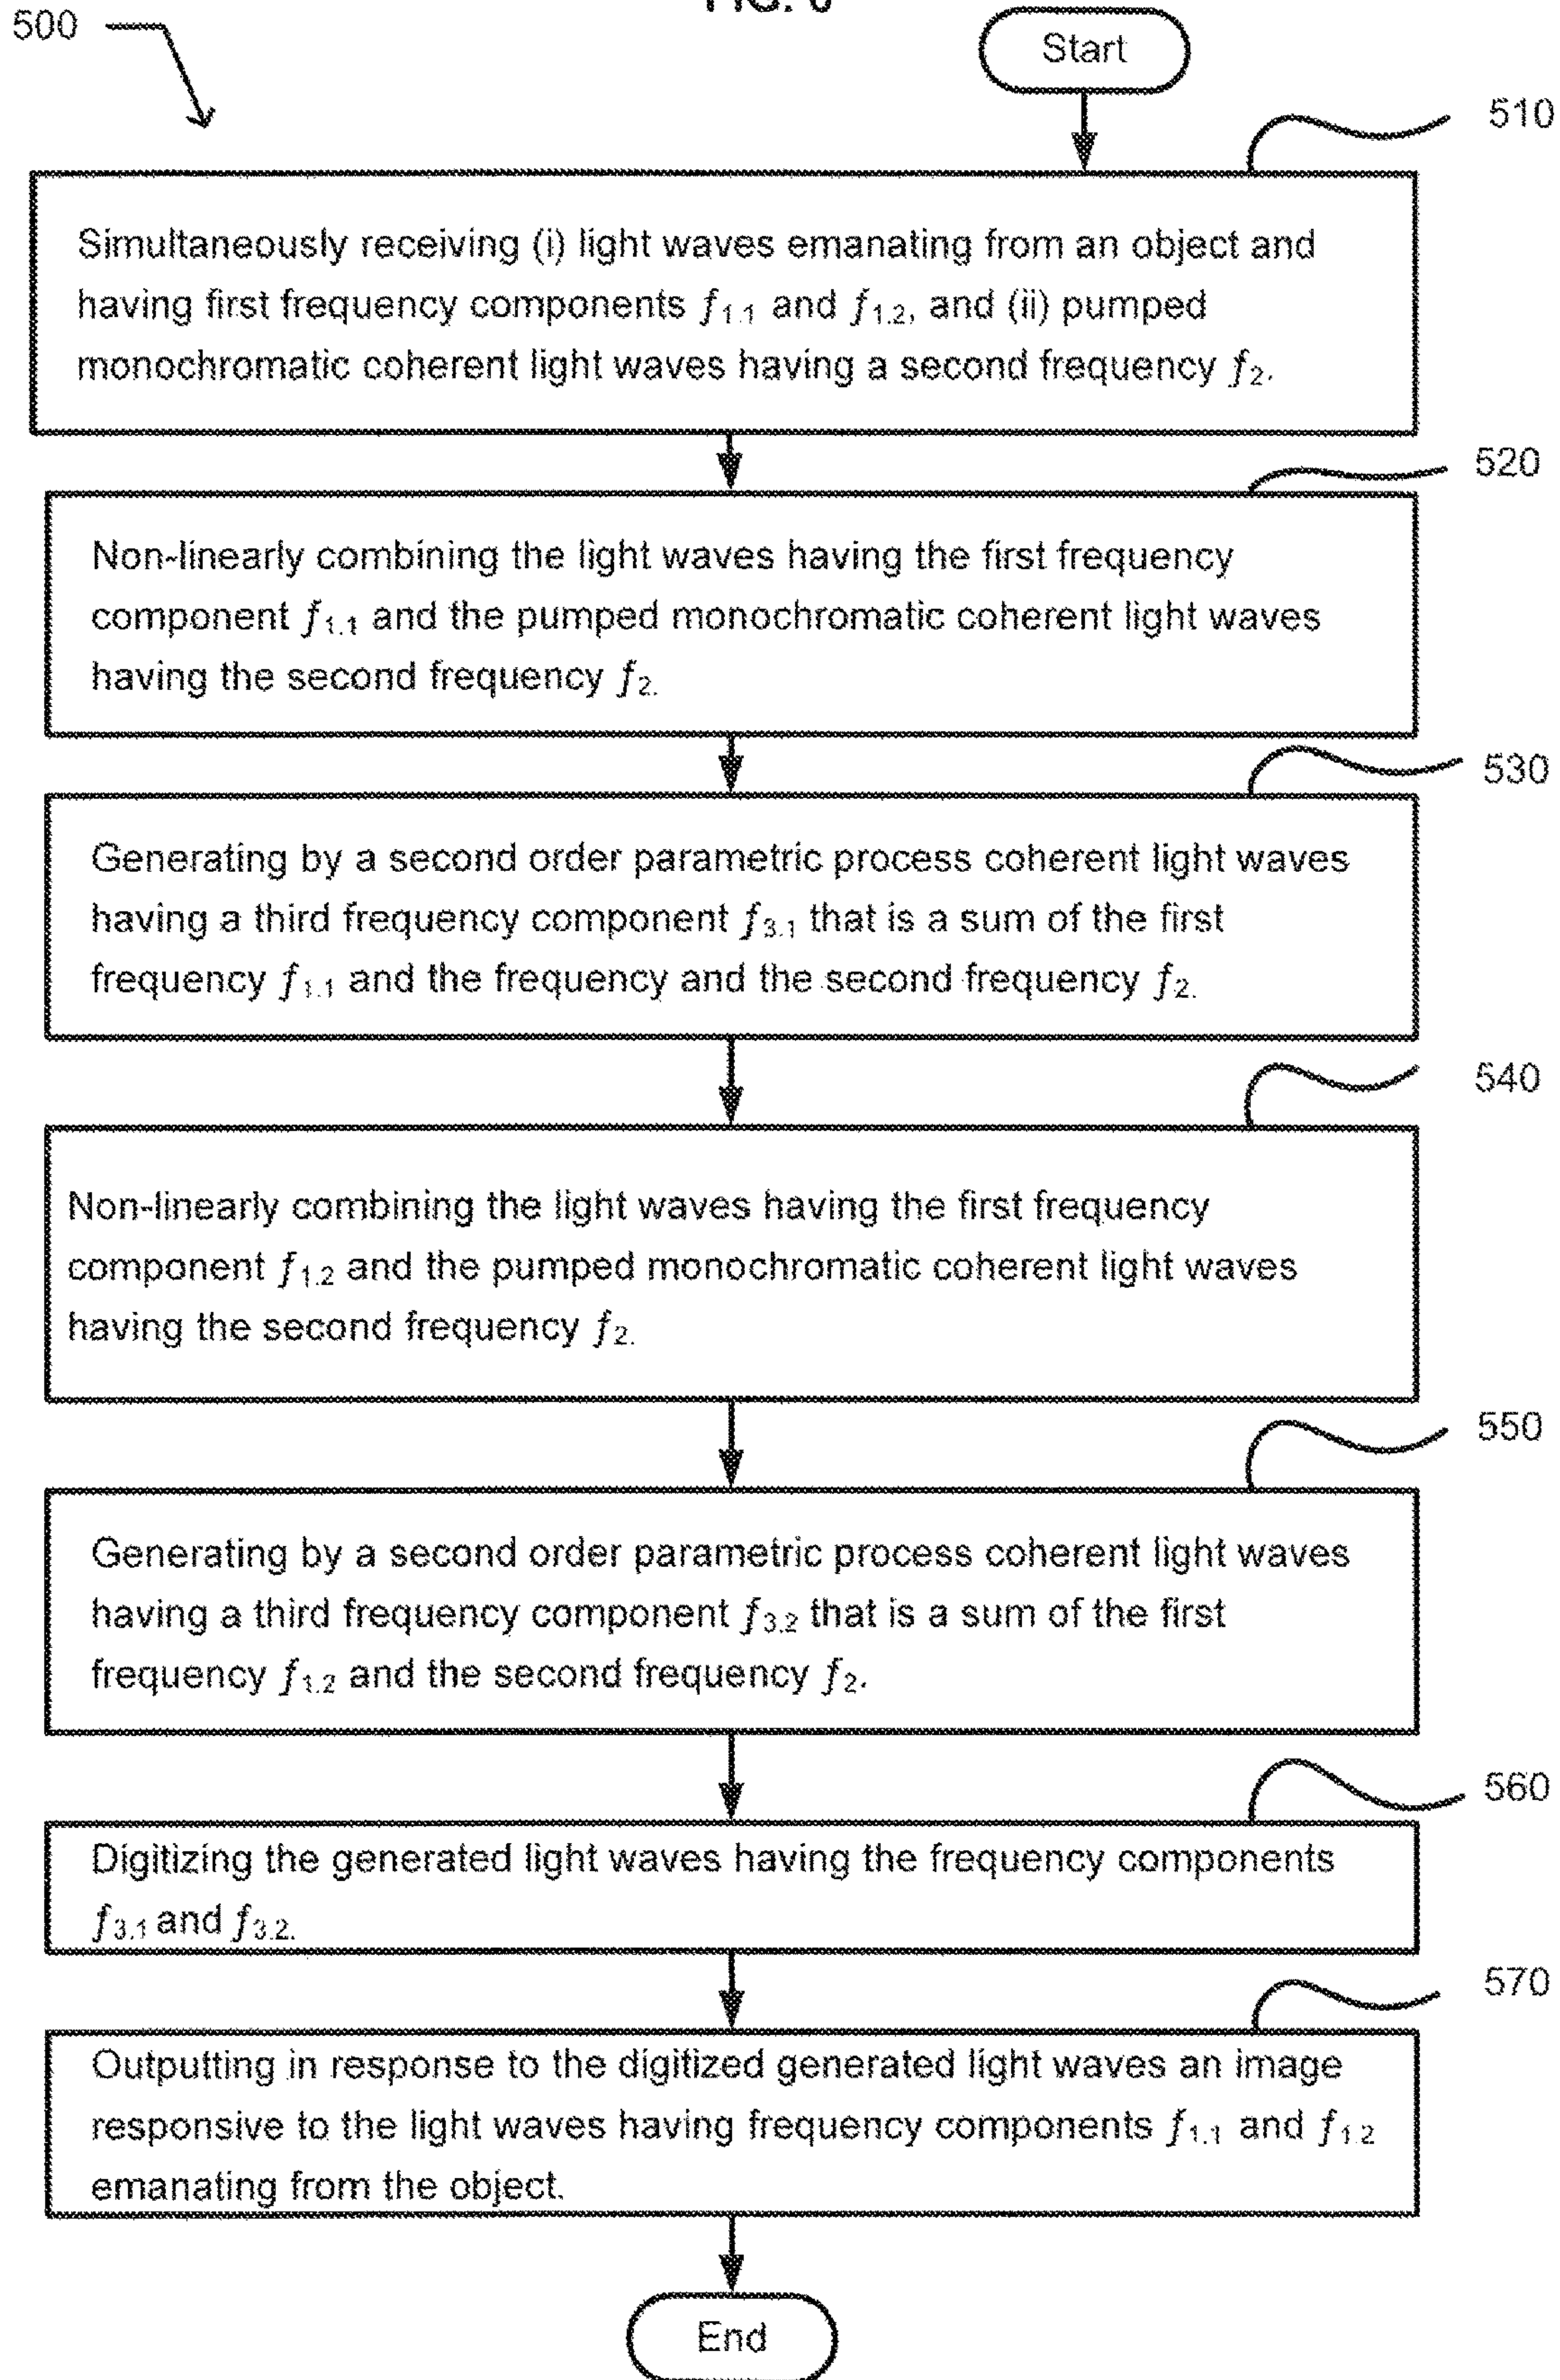 500
Start
510
Simultaneously receiving (i) light waves emanating from an object and
having first frequency components f1.1 and f1.2, and (ii) pumped
monochromatic coherent light waves having a second frequency f2.
520
Non-linearly combining the light waves having the first frequency
component f1.1 and the pumped monochromatic coherent light waves
having the second frequency f2.
530
Generating by a second order parametric process coherent light waves
having a third frequency component f3.1 that is a sum of the first
frequency f1.1 and the frequency and the second frequency f2.
540
Non-linearly combining the light waves having the first frequency
component f1.2 and the pumped monochromatic coherent light waves
having the second frequency f2.
550
Generating by a second order parametric process coherent light waves
having a third frequency component f3.2 that is a sum of the first
frequency f1.2 and the second frequency f2.
560
Digitizing the generated light waves having the frequency components
f3.1 and f3.2.
570
Outputting in response to the digitized generated light waves an image
responsive to the light waves having frequency components f1.1 and f1.2
emanating from the object.
End